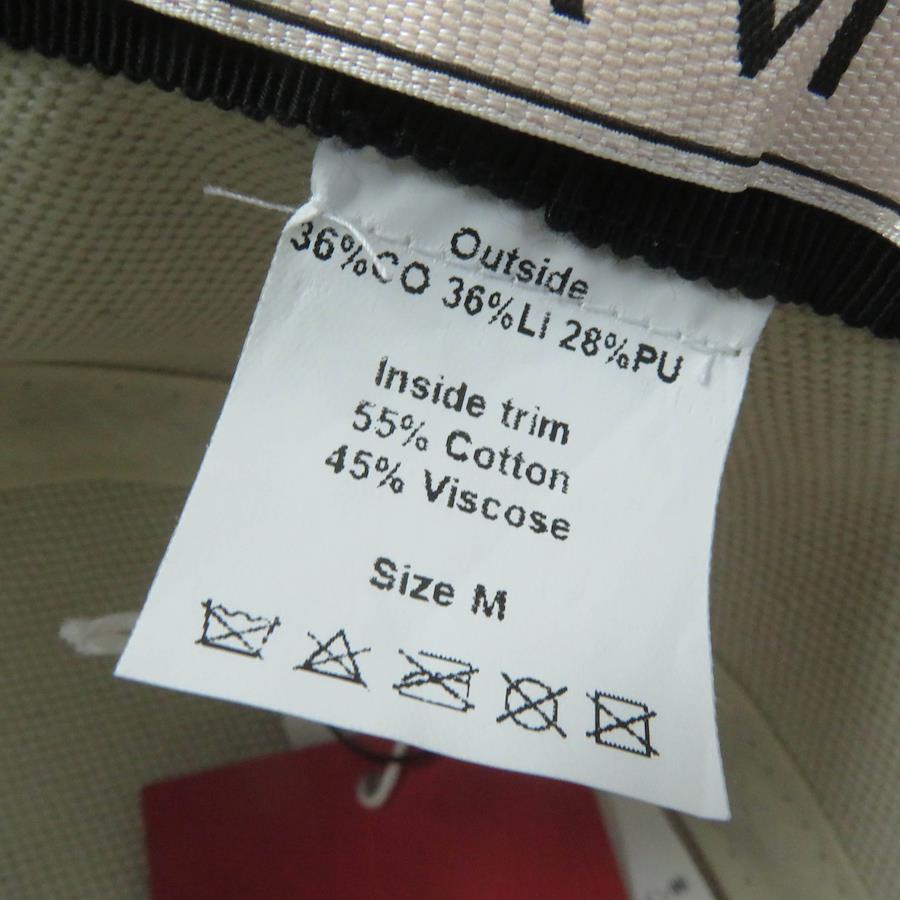 Outside
36%CO 36%Li 28%PU
Inside trim
55% Cotton
45% Viscose
Size M